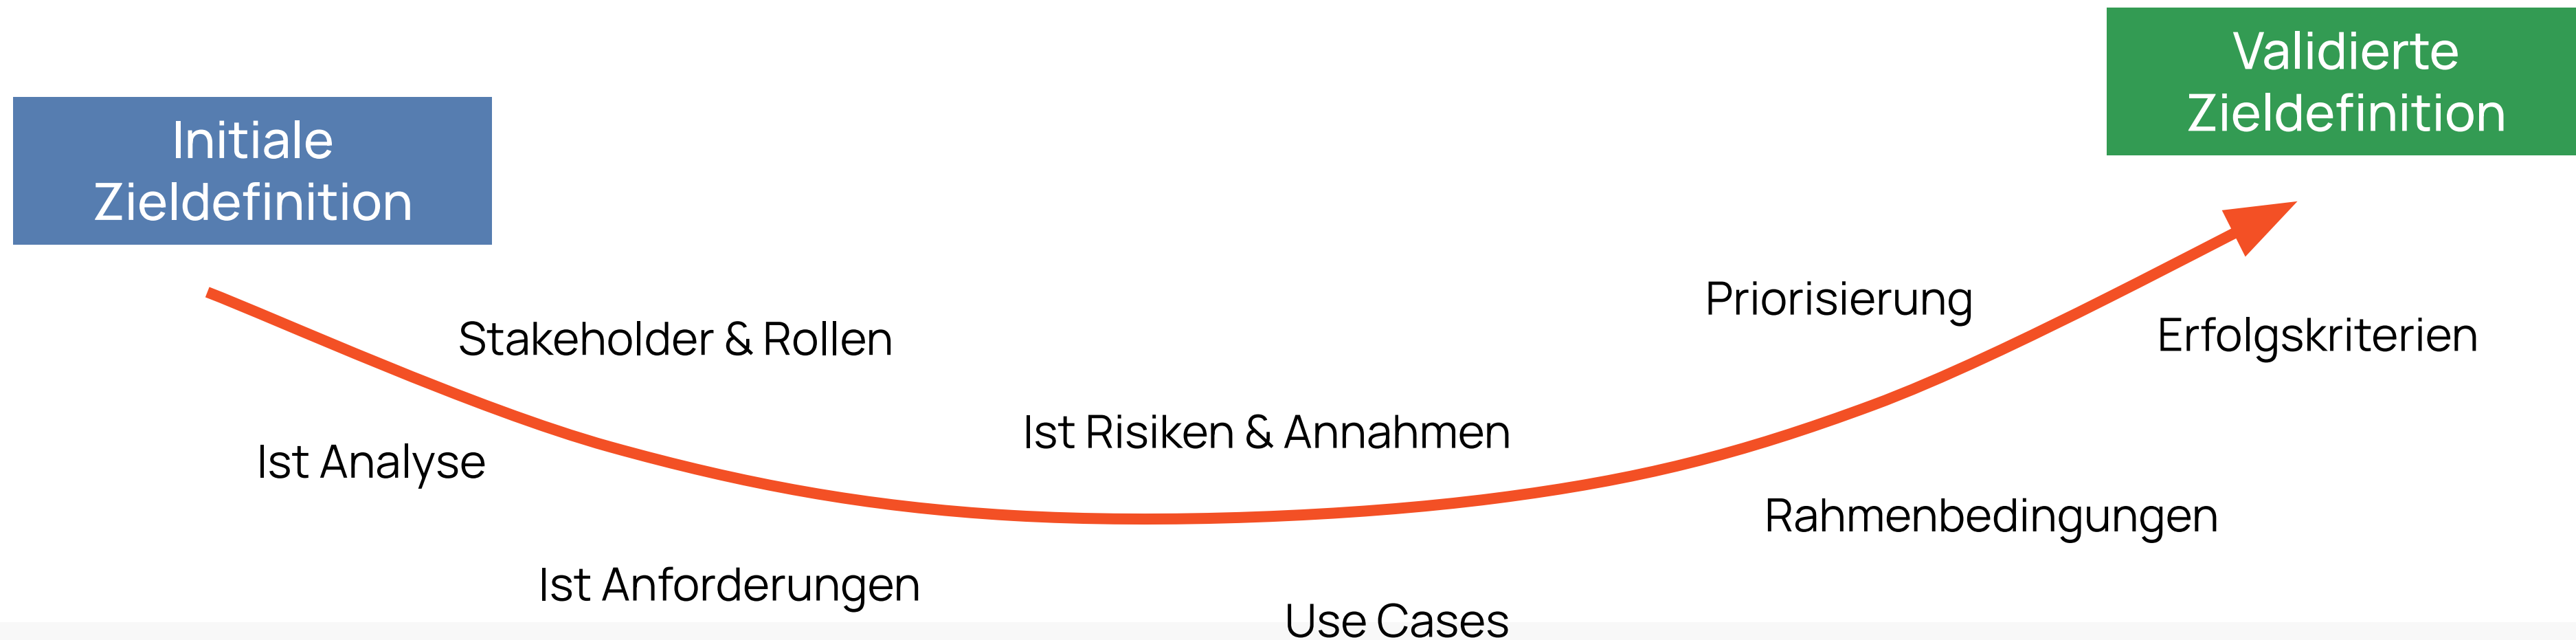 Initiale
Zieldefinition
Validierte
Zieldefinition
Stakeholder & Rollen
Ist Analyse
Ist Anforderungen
Ist Risiken & Annahmen
Use Cases
Priorisierung
Rahmenbedingungen
Erfolgskriterien